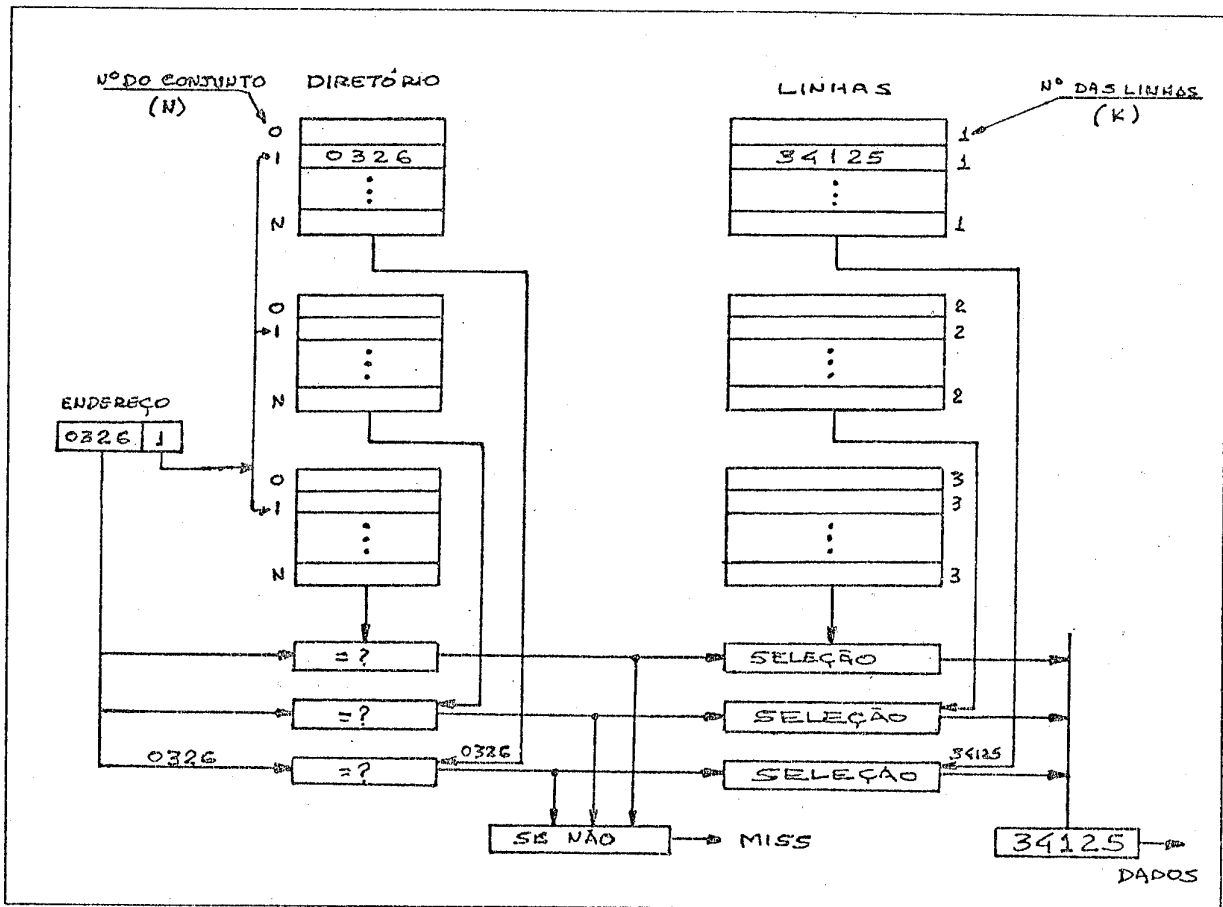 Nº DO CONJUNTO
(N)
DIRETÓRIO
LINHAS
Nº DAS LINHAS
(K)
0
1
0326
N
34125
1
1
1
0
1
N
2
2
2
ENDEREÇO
0326 1
0
1
N
3
3
3
=?
SELEÇÃO
=?
SELEÇÃO
0326
=?
0326
SELEÇÃO
34125
SE NÃO
MISS
34125
DADOS